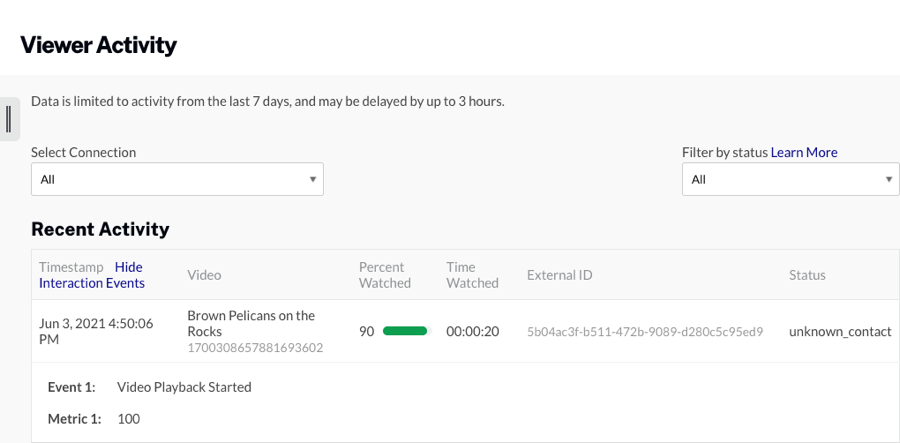 Viewer Activity
Data is limited to activity from the last 7 days, and may be delayed by up to 3 hours.
Select Connection
Filter by status Learn More
All
All
Recent Activity
Timestamp Hide Interaction Events
Video
Percent Watched
Time Watched
External ID
Status
Jun 3, 2021 4:50:06 PM
Brown Pelicans on the Rocks
1700308657881693602
90
00:00:20
5b04ac3f-b511-472b-9089-d280c5c95ed9
unknown_contact
Event 1: Video Playback Started
Metric 1: 100